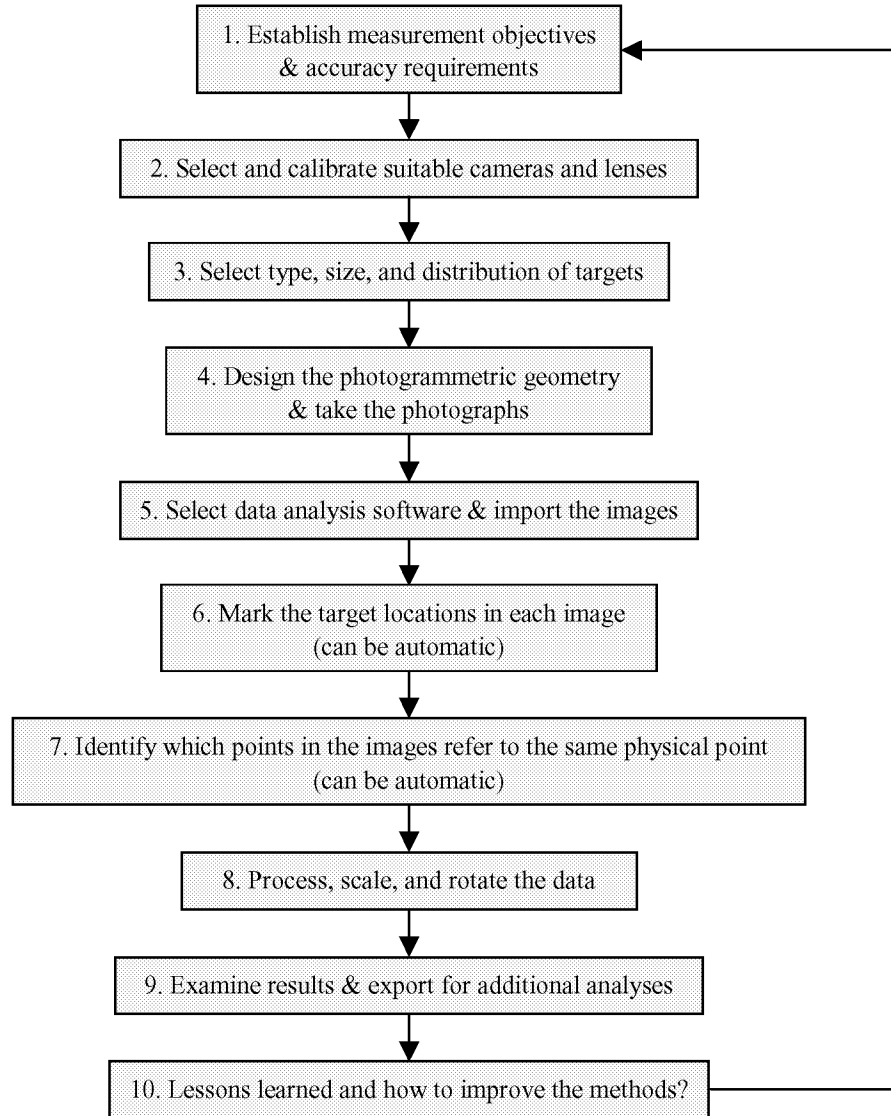 1. Establish measurement objectives
& accuracy requirements
2. Select and calibrate suitable cameras and lenses
3. Select type, size, and distribution of targets
4. Design the photogrammetric geometry
& take the photographs
5. Select data analysis software & import the images
6. Mark the target locations in each image
(can be automatic)
7. Identify which points in the images refer to the same physical point
(can be automatic)
8. Process, scale, and rotate the data
9. Examine results & export for additional analyses
10. Lessons learned and how to improve the methods?